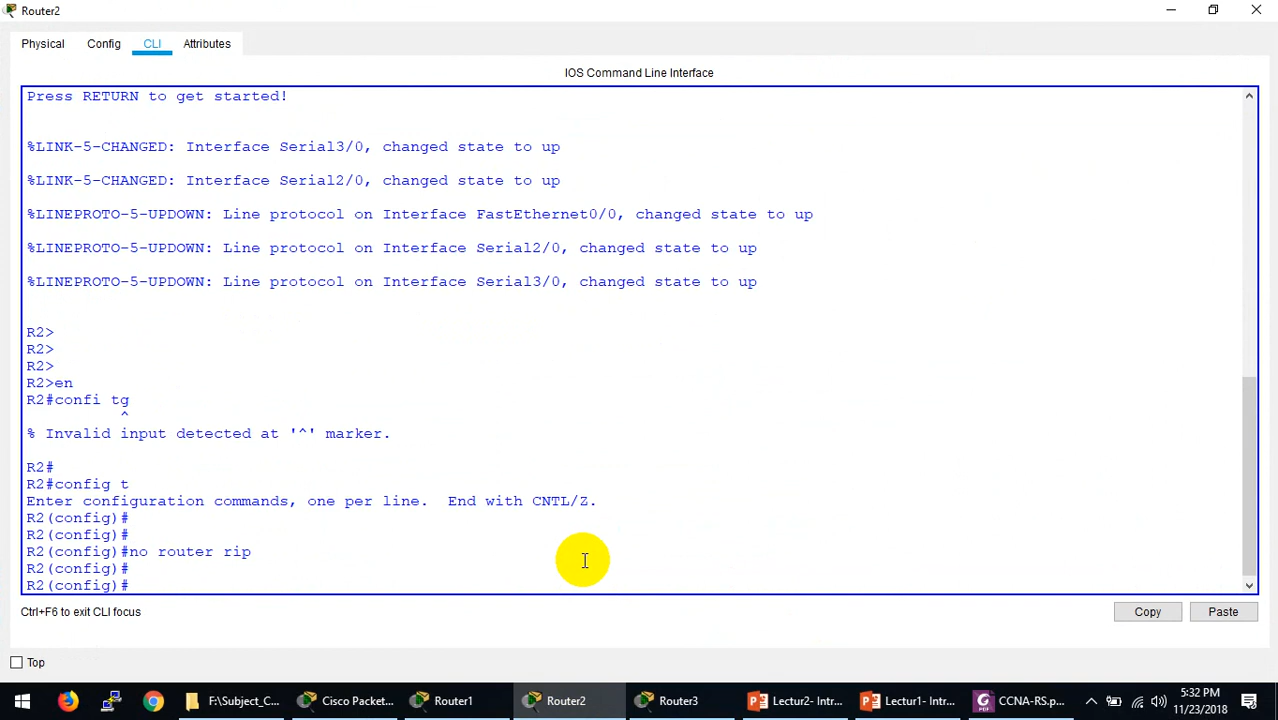 Router2
Physical Config CLI Attributes
IOS Command Line Interface
Press RETURN to get started!
%LINK-5-CHANGED: Interface Serial3/0, changed state to up
%LINK-5-CHANGED: Interface Serial2/0, changed state to up
%LINEPROTO-5-UPDOWN: Line protocol on Interface FastEthernet0/0, changed state to up
%LINEPROTO-5-UPDOWN: Line protocol on Interface Serial2/0, changed state to up
%LINEPROTO-5-UPDOWN: Line protocol on Interface Serial3/0, changed state to up
R2>
R2>
R2>
R2>en
R2#confi tg
^
% Invalid input detected at '^' marker.
R2#
R2#config t
Enter configuration commands, one per line. End with CNTL/Z.
R2(config)#
R2(config)#
R2(config)#no router rip
R2(config)#
R2(config)#
Ctrl+F6 to exit CLI focus
Copy Paste
Top
F:\Subject_C... Cisco Packet... Router1 Router2 Router3 Lectur2- Intr... Lectur1- Intr... CCNA-RS.p...
5:32 PM
11/23/2018